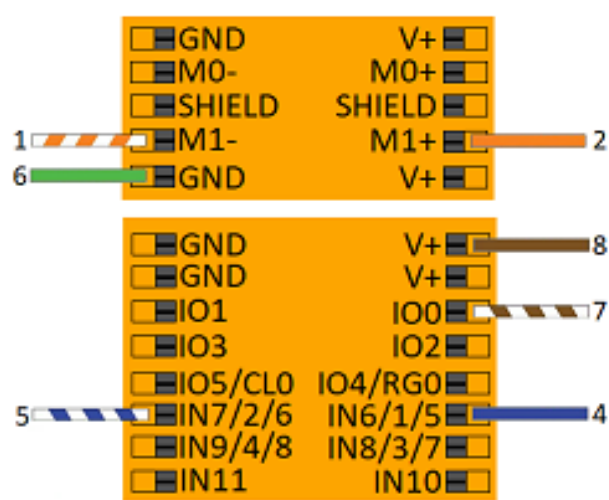 GND V+
M0- M0+
SHIELD SHIELD
1 M1- M1+ 2
6 GND V+
GND V+ 8
GND V+
IO1 IO0 7
IO3 IO2
IO5/CL0 IO4/RG0
5 IN7/2/6 IN6/1/5 4
IN9/4/8 IN8/3/7
IN11 IN10